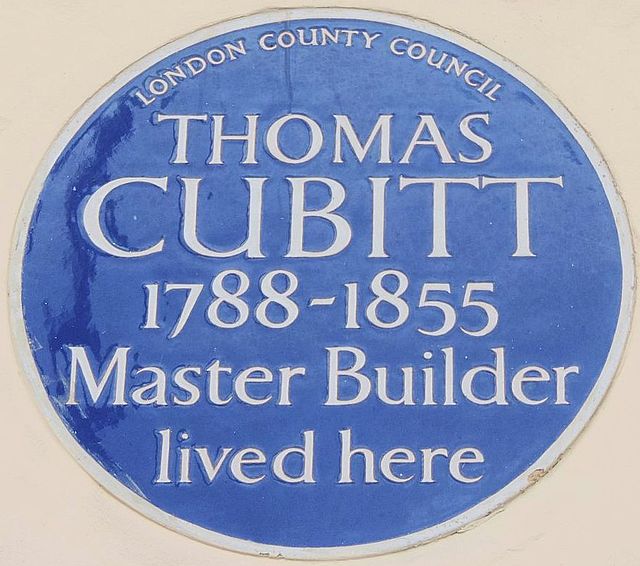 LONDON COUNTY COUNCIL
THOMAS
CUBITT
1788-1855
Master Builder
lived here